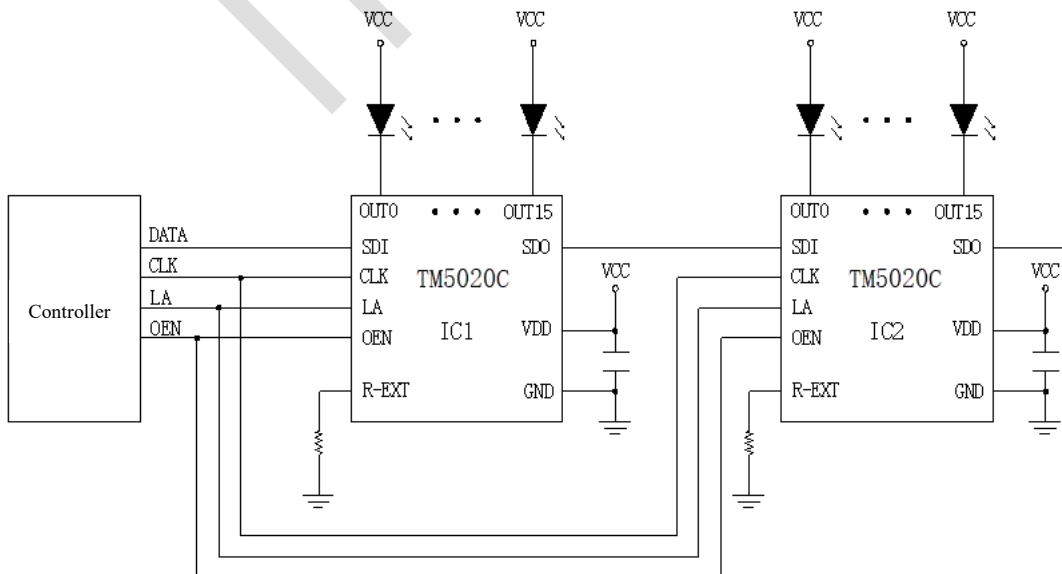 VCC VCC VCC VCC
OUT0 OUT15 OUT0 OUT15
DATA SDI SDO SDI SDO
CLK CLK VCC CLK VCC
TM5020C TM5020C
Controller LA LA LA
IC1 VDD IC2 VDD
OEN OEN OEN
R-EXT GND R-EXT GND